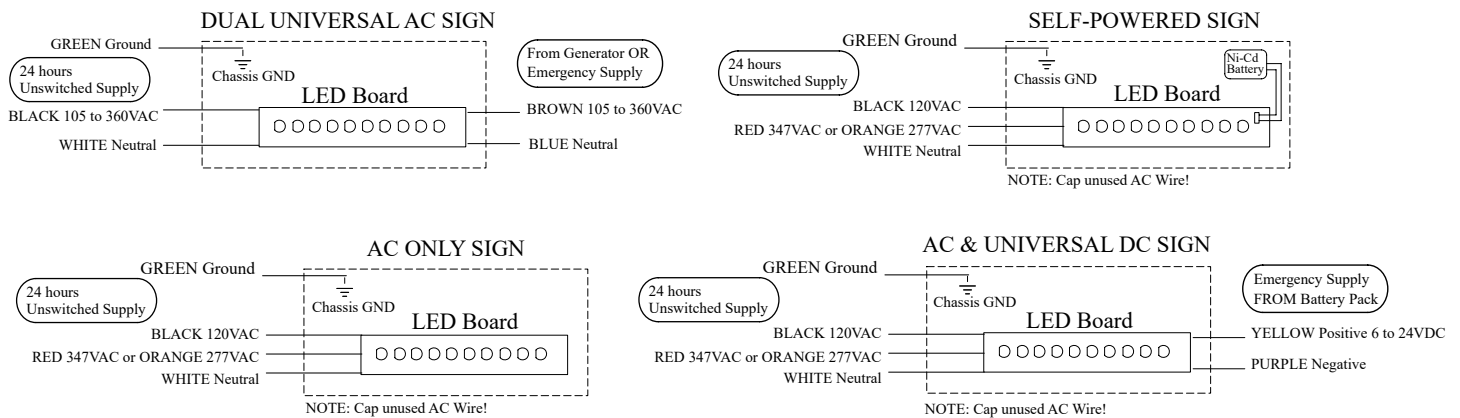 DUAL UNIVERSAL AC SIGN
GREEN Ground
24 hours
Unswitched Supply
Chassis GND
From Generator OR
Emergency Supply
LED Board
BLACK 105 to 360VAC
BROWN 105 to 360VAC
WHITE Neutral
BLUE Neutral
SELF-POWERED SIGN
GREEN Ground
24 hours
Unswitched Supply
Chassis GND
Ni-Cd
Battery
LED Board
BLACK 120VAC
RED 347VAC or ORANGE 277VAC
WHITE Neutral
NOTE: Cap unused AC Wire!
AC ONLY SIGN
GREEN Ground
24 hours
Unswitched Supply
Chassis GND
LED Board
BLACK 120VAC
RED 347VAC or ORANGE 277VAC
WHITE Neutral
NOTE: Cap unused AC Wire!
AC & UNIVERSAL DC SIGN
GREEN Ground
24 hours
Unswitched Supply
Chassis GND
Emergency Supply
FROM Battery Pack
LED Board
BLACK 120VAC
YELLOW Positive 6 to 24VDC
RED 347VAC or ORANGE 277VAC
PURPLE Negative
WHITE Neutral
NOTE: Cap unused AC Wire!